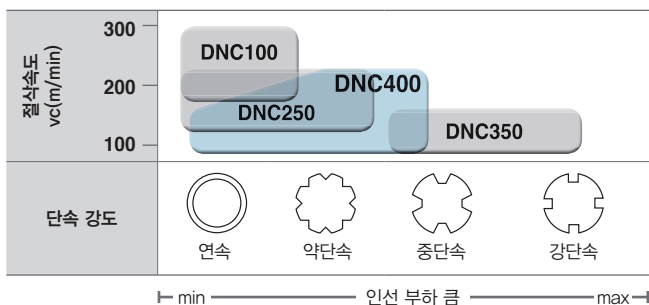 절삭속도
vc(m/min)
300
200
100
DNC100
DNC400
DNC250
DNC350
단속 강도
연속
약단속
중단속
강단속
min 인선 부하 큼 max